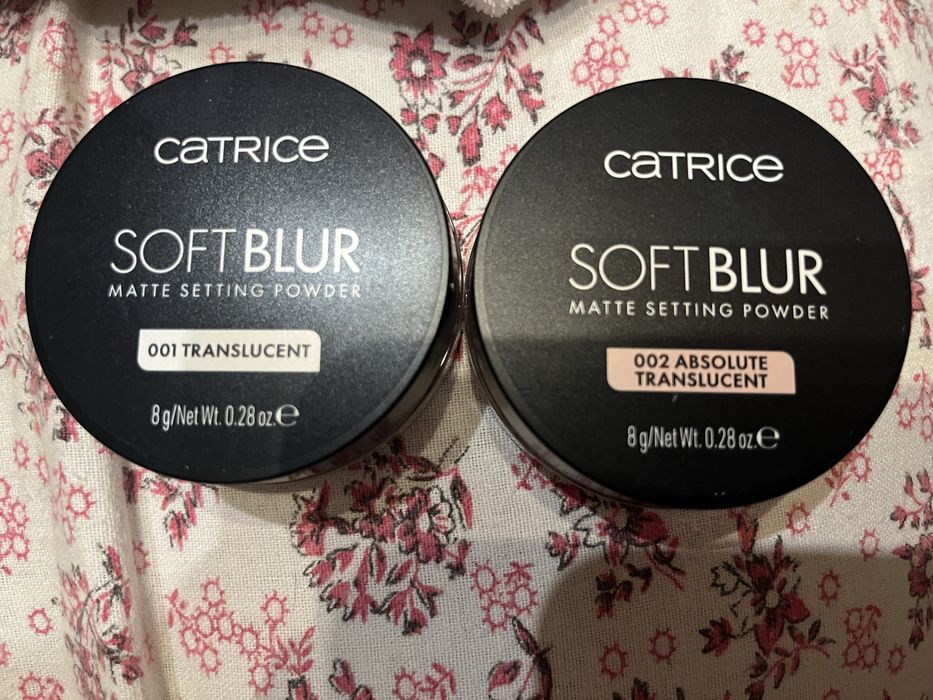 CATRICE
SOFT BLUR
MATTE SETTING POWDER
001 TRANSLUCENT
8 g/Net Wt. 0.28 oz.℮
CATRICE
SOFT BLUR
MATTE SETTING POWDER
002 ABSOLUTE
TRANSLUCENT
8 g/Net Wt. 0.28 oz.℮